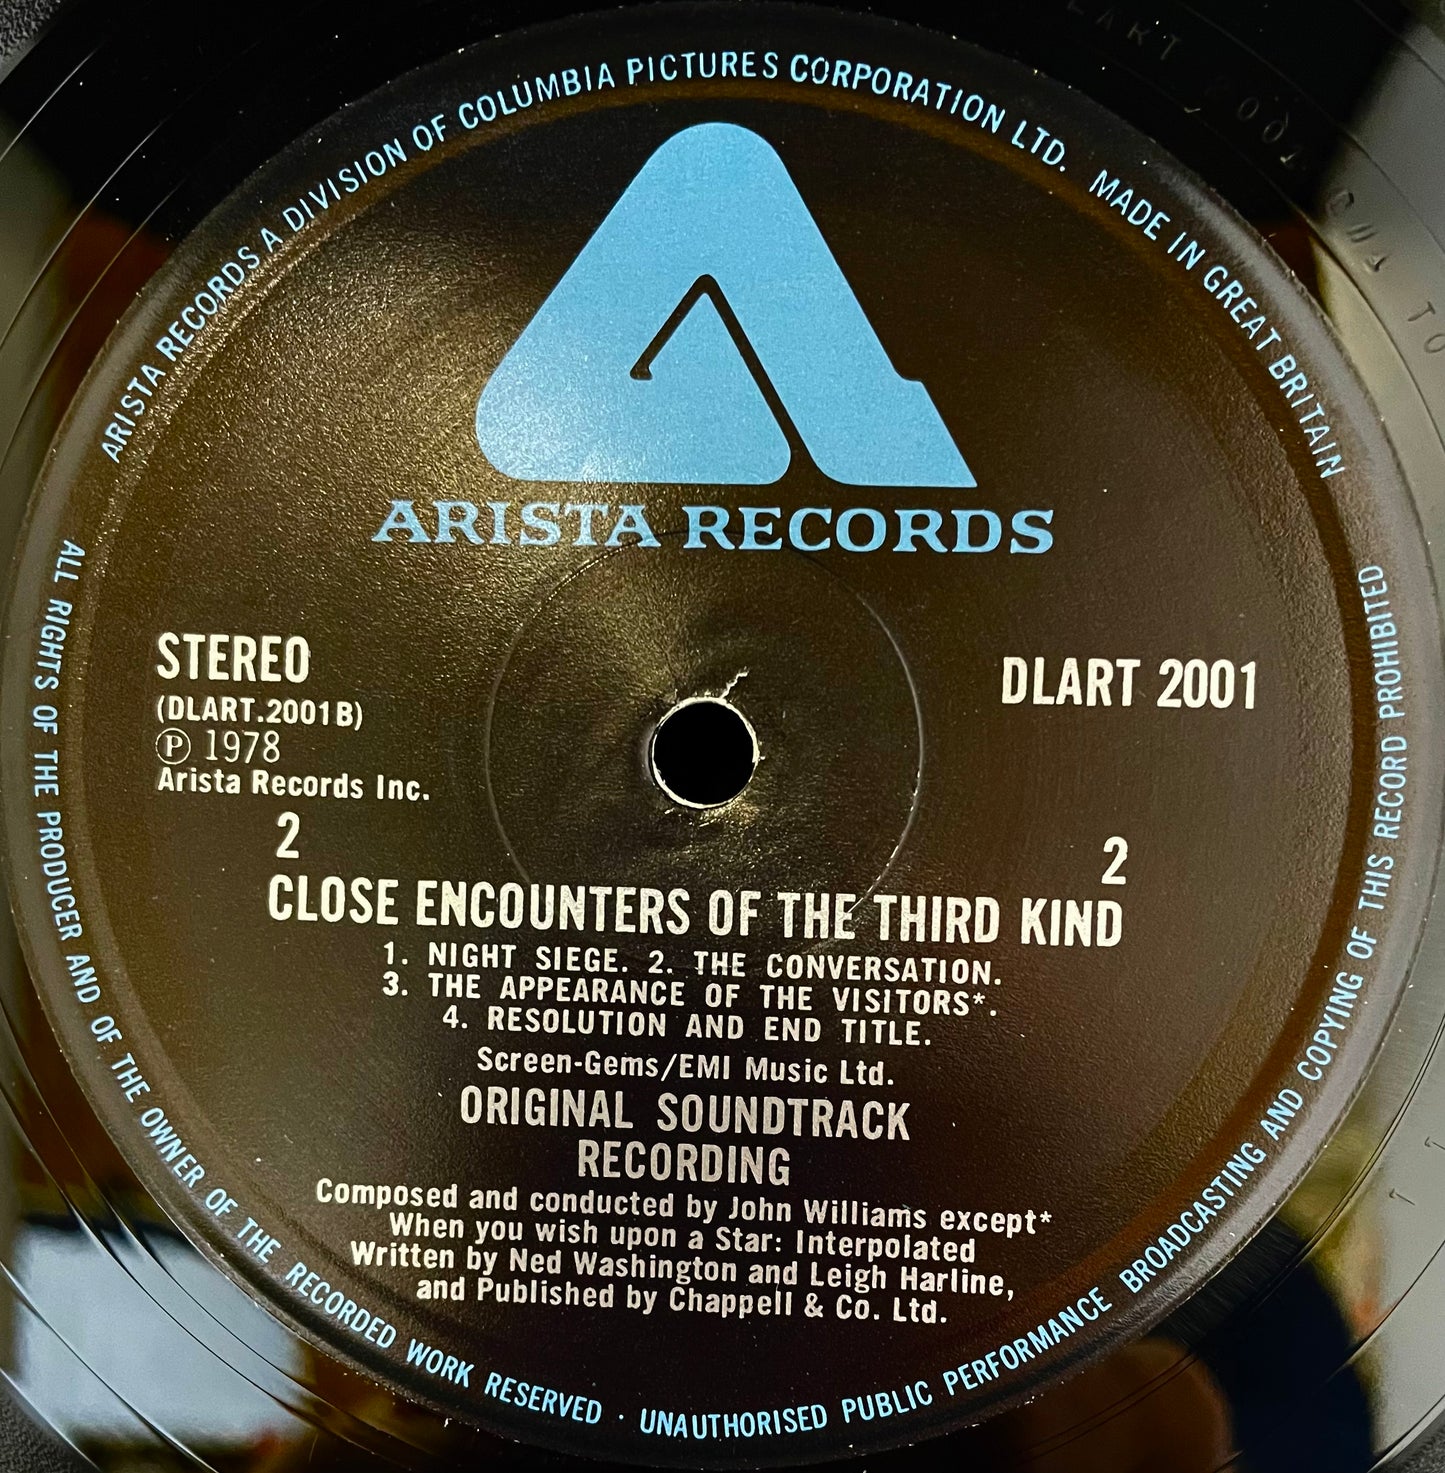 ARISTA RECORDS A DIVISION OF COLUMBIA PICTURES CORPORATION LTD. MADE IN GREAT BRITAIN
ARISTA RECORDS
STEREO
(DLART.2001B)
Ⓟ 1978
Arista Records Inc.
DLART 2001
2
2
CLOSE ENCOUNTERS OF THE THIRD KIND
1. NIGHT SIEGE. 2. THE CONVERSATION.
3. THE APPEARANCE OF THE VISITORS*.
4. RESOLUTION AND END TITLE.
Screen-Gems/EMI Music Ltd.
ORIGINAL SOUNDTRACK
RECORDING
Composed and conducted by John Williams except*
When you wish upon a Star: Interpolated
Written by Ned Washington and Leigh Harline,
and Published by Chappell & Co. Ltd.
ALL RIGHTS OF THE PRODUCER AND OF THE OWNER OF THE RECORDED WORK RESERVED · UNAUTHORISED PUBLIC PERFORMANCE BROADCASTING AND COPYING OF THIS RECORD PROHIBITED